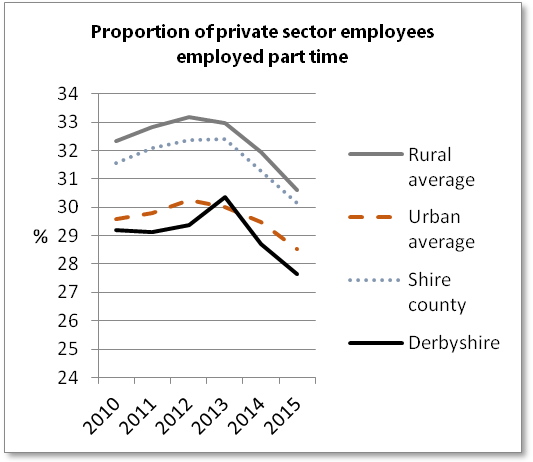 Proportion of private sector employees
employed part time
34
33
32
31
30
29
28
27
26
25
24
%
2010
2011
2012
2013
2014
2015
Rural
average
Urban
average
Shire
county
Derbyshire